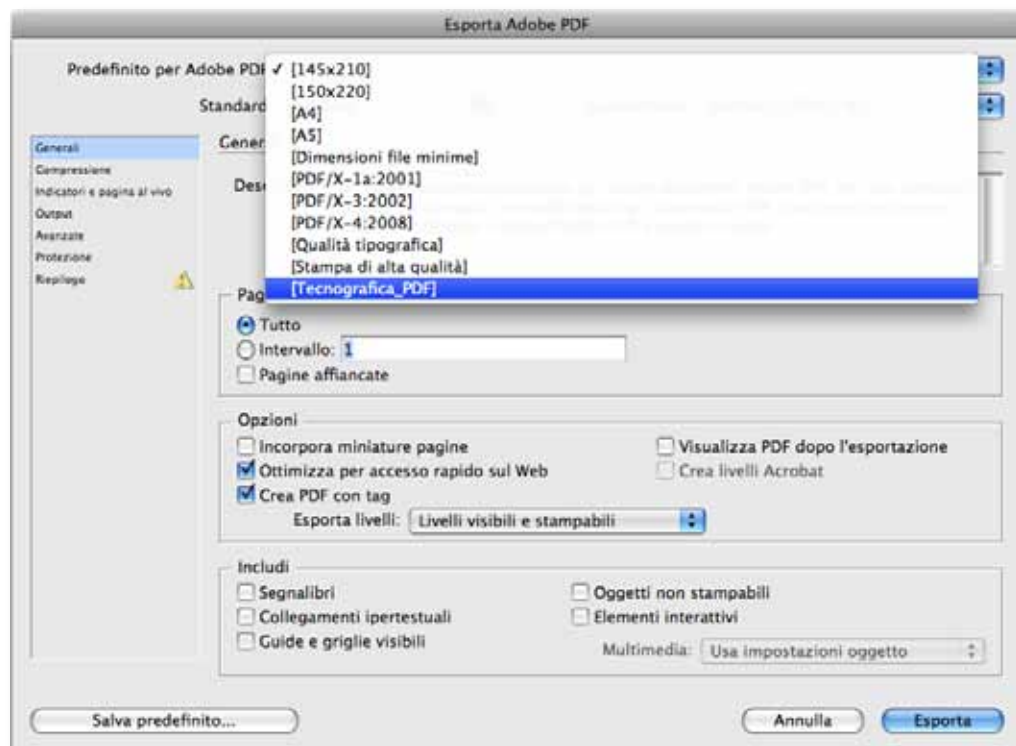 Esporta Adobe PDF
Predefinito per Adobe PDF
✓ [145x210]
[150x220]
Standard
[A4]
[A5]
Generali
Gener
[Dimensioni file minime]
Compressione
[PDF/X-1a:2001]
Indicatori e pagina al vivo
Desc
[PDF/X-3:2002]
Output
[PDF/X-4:2008]
Avanzate
[Qualità tipografica]
Protezione
[Stampa di alta qualità]
Riepilogo
[Tecnografica_PDF]
Pag
Tutto
Intervallo: 1
Pagine affiancate
Opzioni
Incorpora miniature pagine
Visualizza PDF dopo l'esportazione
Ottimizza per accesso rapido sul Web
Crea livelli Acrobat
Crea PDF con tag
Esporta livelli: Livelli visibili e stampabili
Includi
Segnalibri
Oggetti non stampabili
Collegamenti ipertestuali
Elementi interattivi
Guide e griglie visibili
Multimedia: Usa impostazioni oggetto
Salva predefinito...
Annulla
Esporta